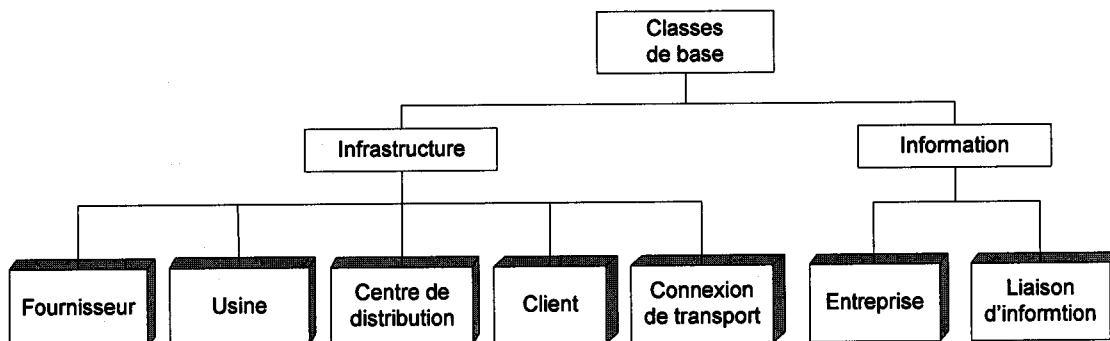 Classes
de base
Infrastructure
Information
Fournisseur
Usine
Centre de
distribution
Client
Connexion
de transport
Entreprise
Liaison
d'informtion